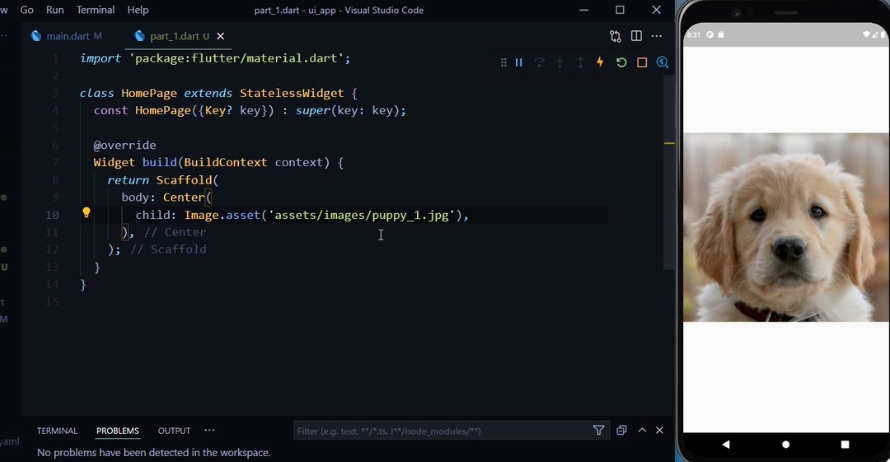 w Go Run Terminal Help part_1.dart - ui_app - Visual Studio Code
main.dart M part_1.dart U
1 import 'package:flutter/material.dart';
2
3 class HomePage extends StatelessWidget {
4 const HomePage({Key? key}) : super(key: key);
5
6 @override
7 Widget build(BuildContext context) {
8 return Scaffold(
9 body: Center(
10 child: Image.asset('assets/images/puppy_1.jpg'),
11 ), // Center
12 ); // Scaffold
13 }
14 }
15
U
rt
M
yaml
TERMINAL PROBLEMS OUTPUT
Filter (e.g. text, **/*.ts, !**/node_modules/**)
No problems have been detected in the workspace.
8:31